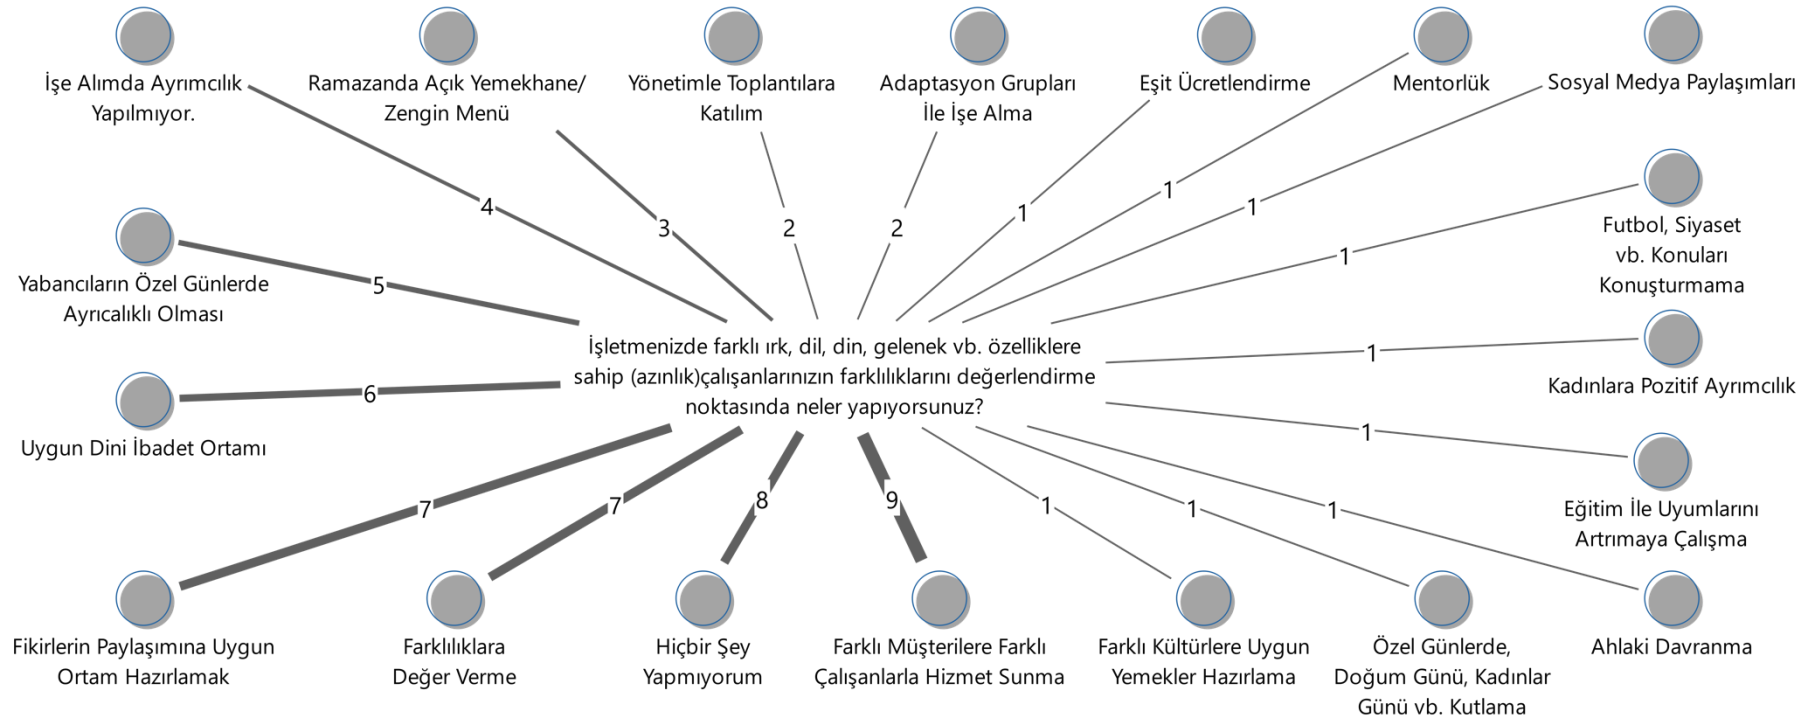 İşe Alımda Ayrımcılık
Yapılmıyor.
Ramazanda Açık Yemekhane/
Zengin Menü
Yönetimle Toplantılara
Katılım
Adaptasyon Grupları
İle İşe Alma
Eşit Ücretlendirme
Mentorlük
Sosyal Medya Paylaşımları
4
3
2
2
1
1
1
1
Futbol, Siyaset
vb. Konuları
Konuşturmama
Yabancıların Özel Günlerde
Ayrıcalıklı Olması
5
İşletmenizde farklı ırk, dil, din, gelenek vb. özelliklere
sahip (azınlık)çalışanlarınızın farklılıklarını değerlendirme
noktasında neler yapıyorsunuz?
1
Kadınlara Pozitif Ayrımcılık
6
Uygun Dini İbadet Ortamı
1
Eğitim İle Uyumlarını
Artrımaya Çalışma
7
7
8
9
1
1
1
Fikirlerin Paylaşımına Uygun
Ortam Hazırlamak
Farklılıklara
Değer Verme
Hiçbir Şey
Yapmıyorum
Farklı Müşterilere Farklı
Çalışanlarla Hizmet Sunma
Farklı Kültürlere Uygun
Yemekler Hazırlama
Özel Günlerde,
Doğum Günü, Kadınlar
Günü vb. Kutlama
Ahlaki Davranma